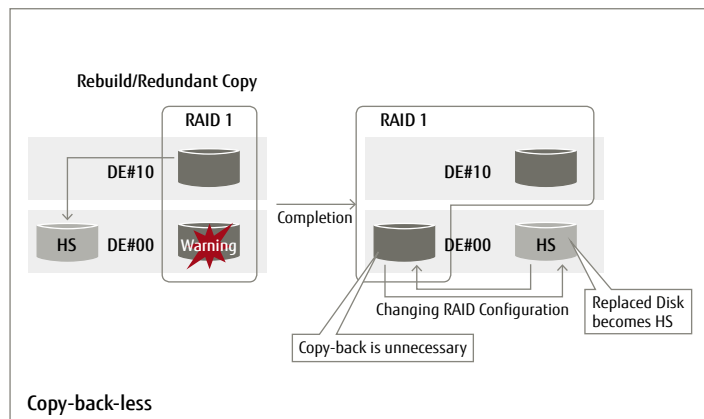 Rebuild/Redundant Copy
RAID 1
DE#10
HS
DE#00
Warning
Completion
RAID 1
DE#10
DE#00
HS
Changing RAID Configuration
Replaced Disk
becomes HS
Copy-back is unnecessary
Copy-back-less